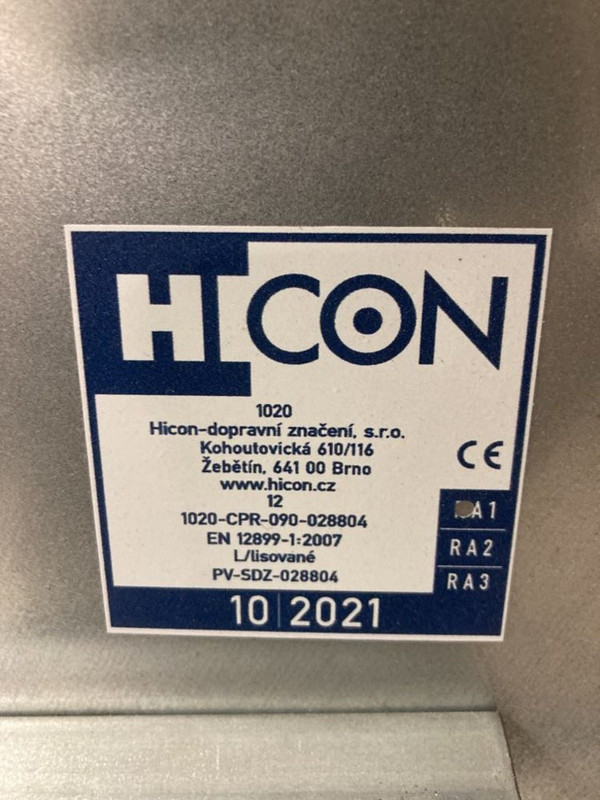 HICON
1020
Hicon-dopravní značení, s.r.o.
Kohoutovická 610/116
Žebětín, 641 00 Brno
www.hicon.cz
12
1020-CPR-090-028804
EN 12899-1:2007
L/lisované
PV-SDZ-028804
CE
A1
RA2
RA3
10 | 2021